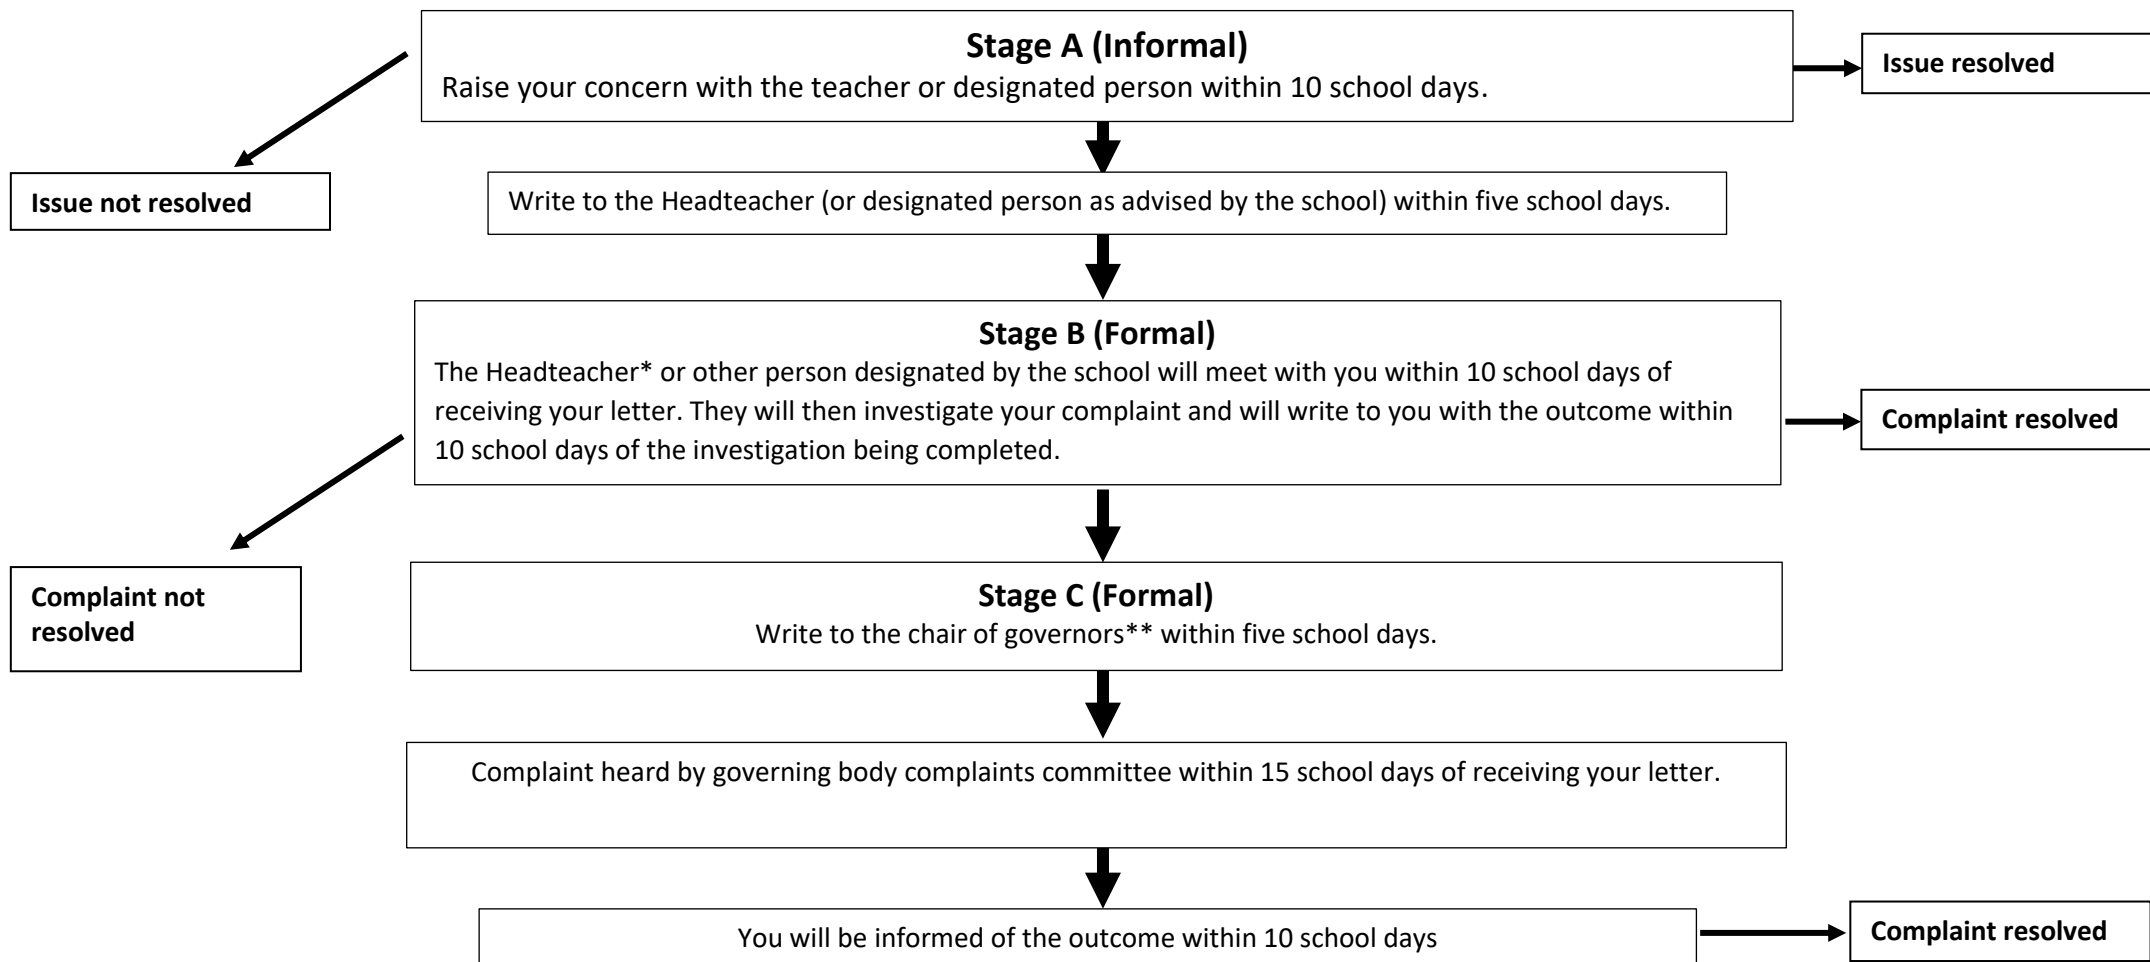 Stage A (Informal)
Raise your concern with the teacher or designated person within 10 school days.
Issue resolved
Issue not resolved
Write to the Headteacher (or designated person as advised by the school) within five school days.
Stage B (Formal)
The Headteacher* or other person designated by the school will meet with you within 10 school days of
receiving your letter. They will then investigate your complaint and will write to you with the outcome within
10 school days of the investigation being completed.
Complaint resolved
Complaint not
resolved
Stage C (Formal)
Write to the chair of governors** within five school days.
Complaint heard by governing body complaints committee within 15 school days of receiving your letter.
You will be informed of the outcome within 10 school days
Complaint resolved